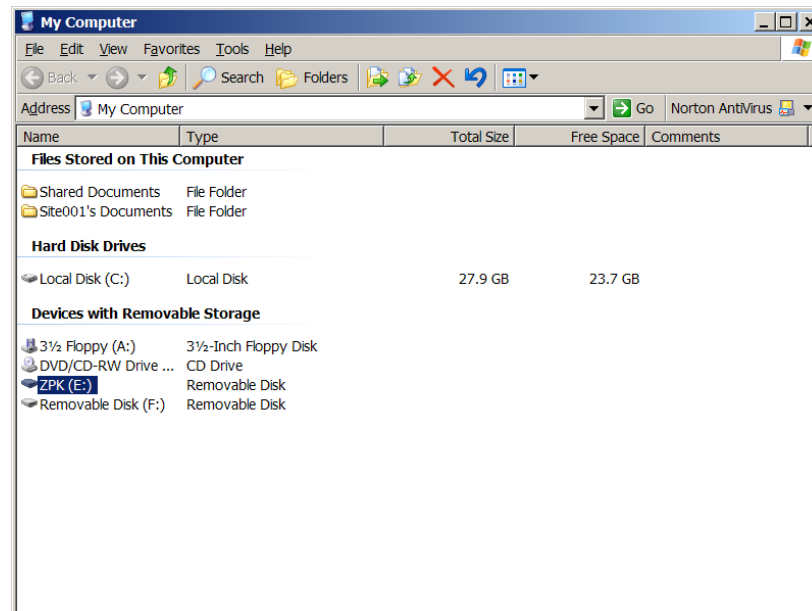 My Computer
File Edit View Favorites Tools Help
Back Search Folders
Address My Computer Go Norton AntiVirus
Name Type Total Size Free Space Comments
Files Stored on This Computer
Shared Documents File Folder
Site001's Documents File Folder
Hard Disk Drives
Local Disk (C:) Local Disk 27.9 GB 23.7 GB
Devices with Removable Storage
3½ Floppy (A:) 3½-Inch Floppy Disk
DVD/CD-RW Drive ... CD Drive
ZPK (E:) Removable Disk
Removable Disk (F:) Removable Disk